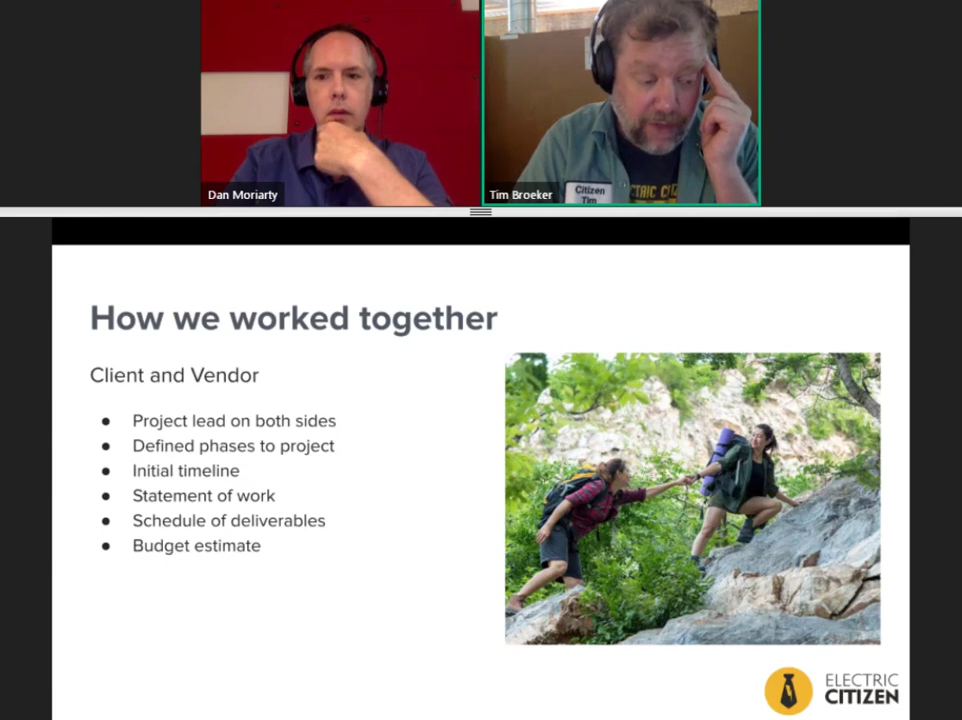 Dan Moriarty
Tim Broeker
Citizen
Tim
How we worked together
Client and Vendor
● Project lead on both sides
● Defined phases to project
● Initial timeline
● Statement of work
● Schedule of deliverables
● Budget estimate
ELECTRIC
CITIZEN